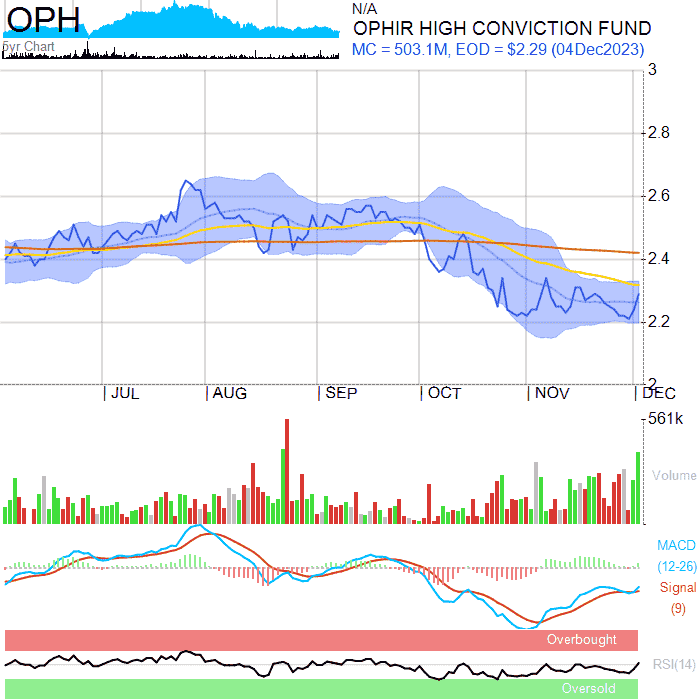 OPH
5yr Chart
N/A
OPHIR HIGH CONVICTION FUND
MC = 503.1M, EOD = $2.29 (04Dec2023)
3
2.8
2.6
2.4
2.2
2
JUL AUG SEP OCT NOV DEC
561k
Volume
MACD
(12-26)
Signal
(9)
Overbought
RSI(14)
Oversold